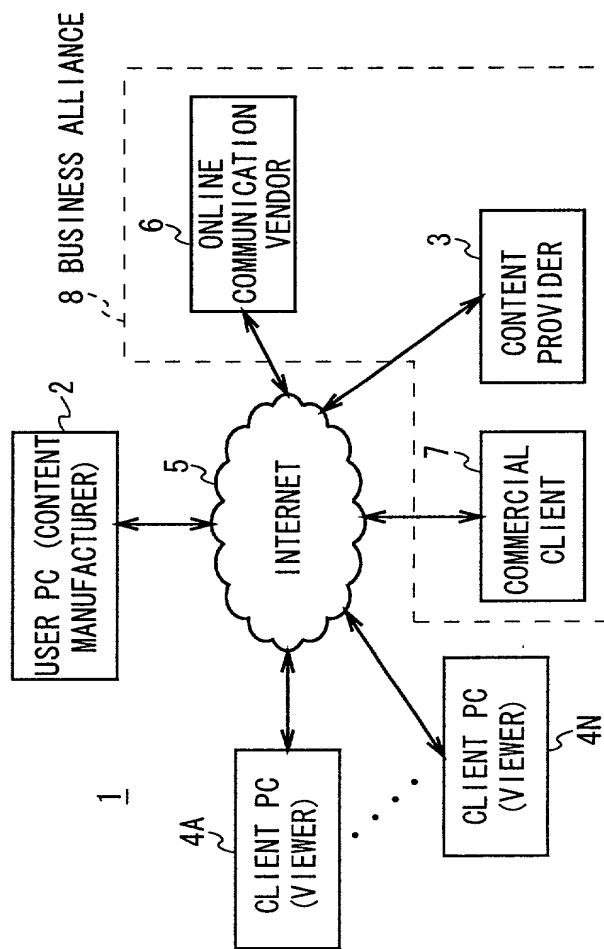 1
8 BUSINESS ALLIANCE
2
USER PC (CONTENT
MANUFACTURER)
6
ONLINE
COMMUNICATION
VENDOR
5
INTERNET
4A
CLIENT PC
(VIEWER)
4N
CLIENT PC
(VIEWER)
7
COMMERCIAL
CLIENT
3
CONTENT
PROVIDER